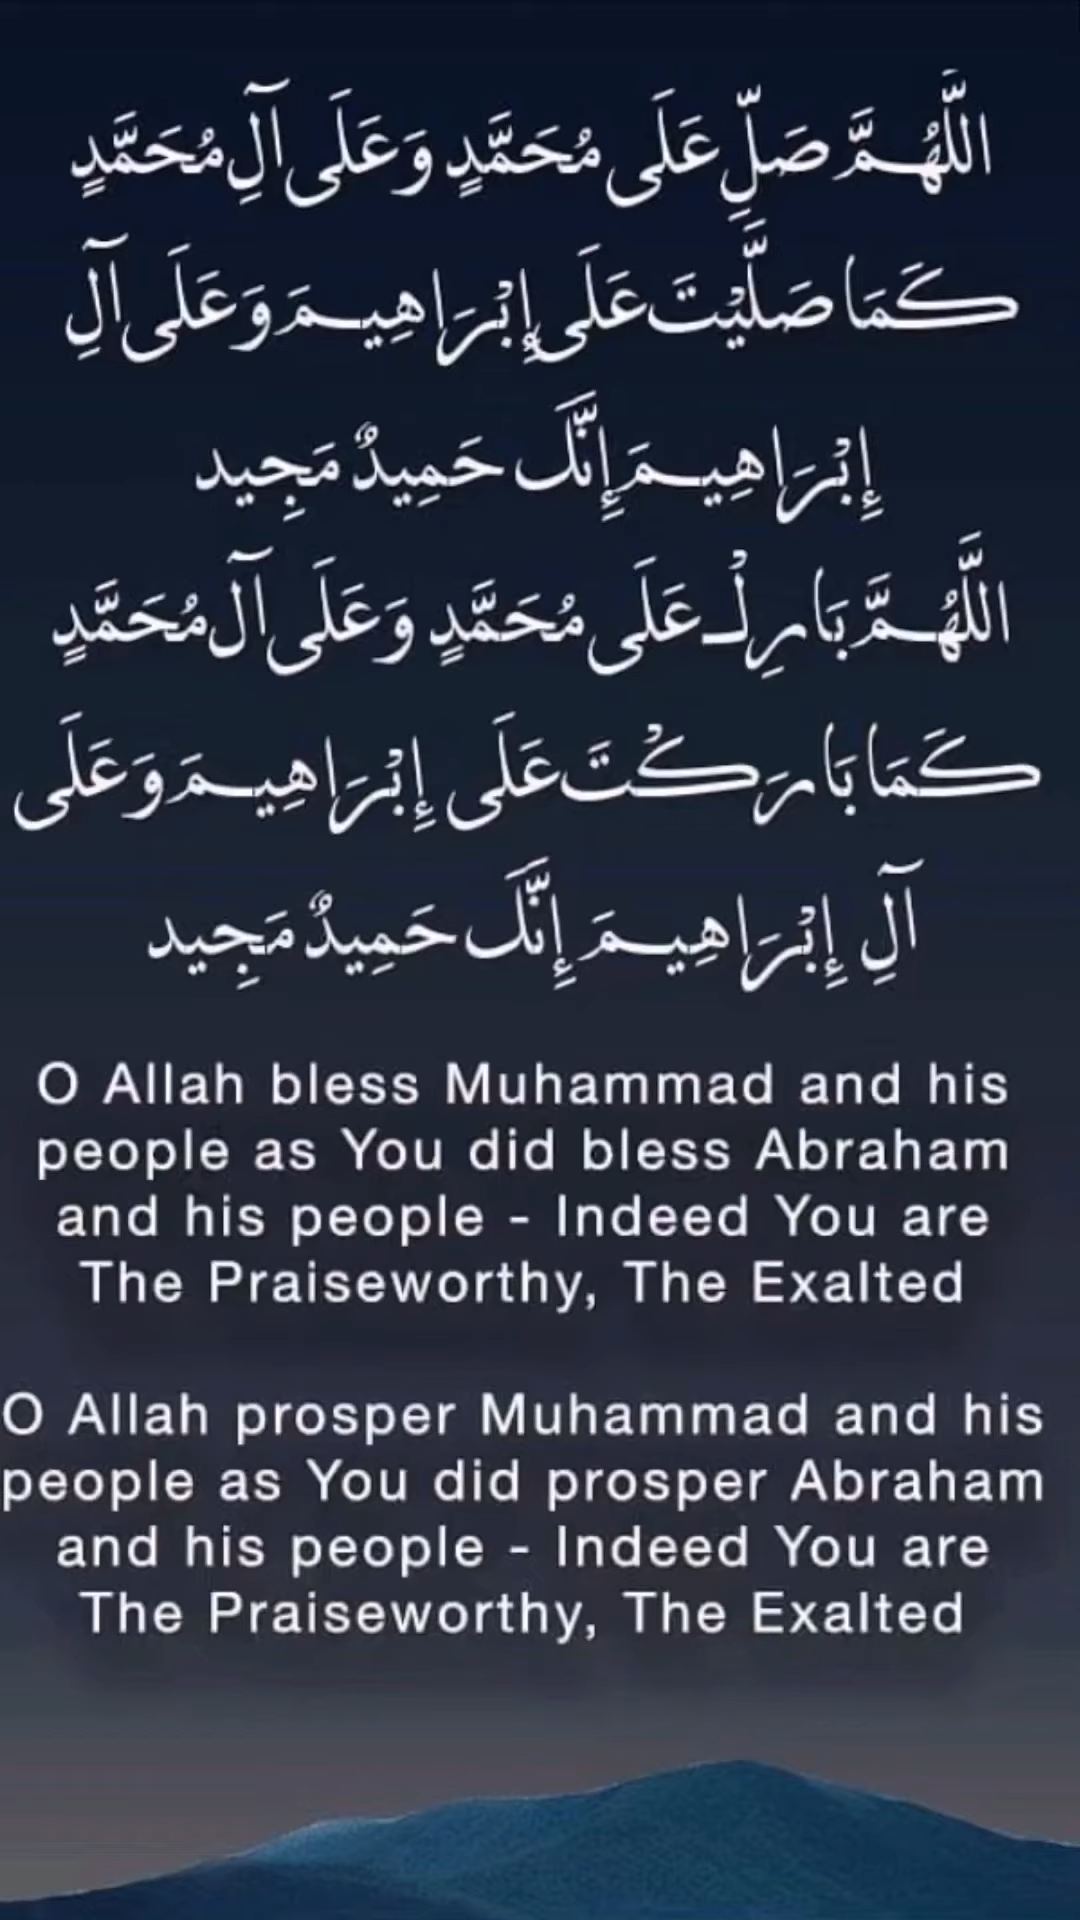 اللَّهُمَّ صَلِّ عَلَى مُحَمَّدٍ وَعَلَى آلِ مُحَمَّدٍ
كَمَا صَلَّيْتَ عَلَى إِبْرَاهِيمَ وَعَلَى آلِ
إِبْرَاهِيمَ إِنَّكَ حَمِيدٌ مَجِيد
اللَّهُمَّ بَارِكْ عَلَى مُحَمَّدٍ وَعَلَى آل مُحَمَّدٍ
كَمَا بَارَكْتَ عَلَى إِبْرَاهِيمَ وَعَلَى
آلِ إِبْرَاهِيمَ إِنَّكَ حَمِيدٌ مَجِيد
O Allah bless Muhammad and his
people as You did bless Abraham
and his people - Indeed You are
The Praiseworthy, The Exalted
O Allah prosper Muhammad and his
people as You did prosper Abraham
and his people - Indeed You are
The Praiseworthy, The Exalted